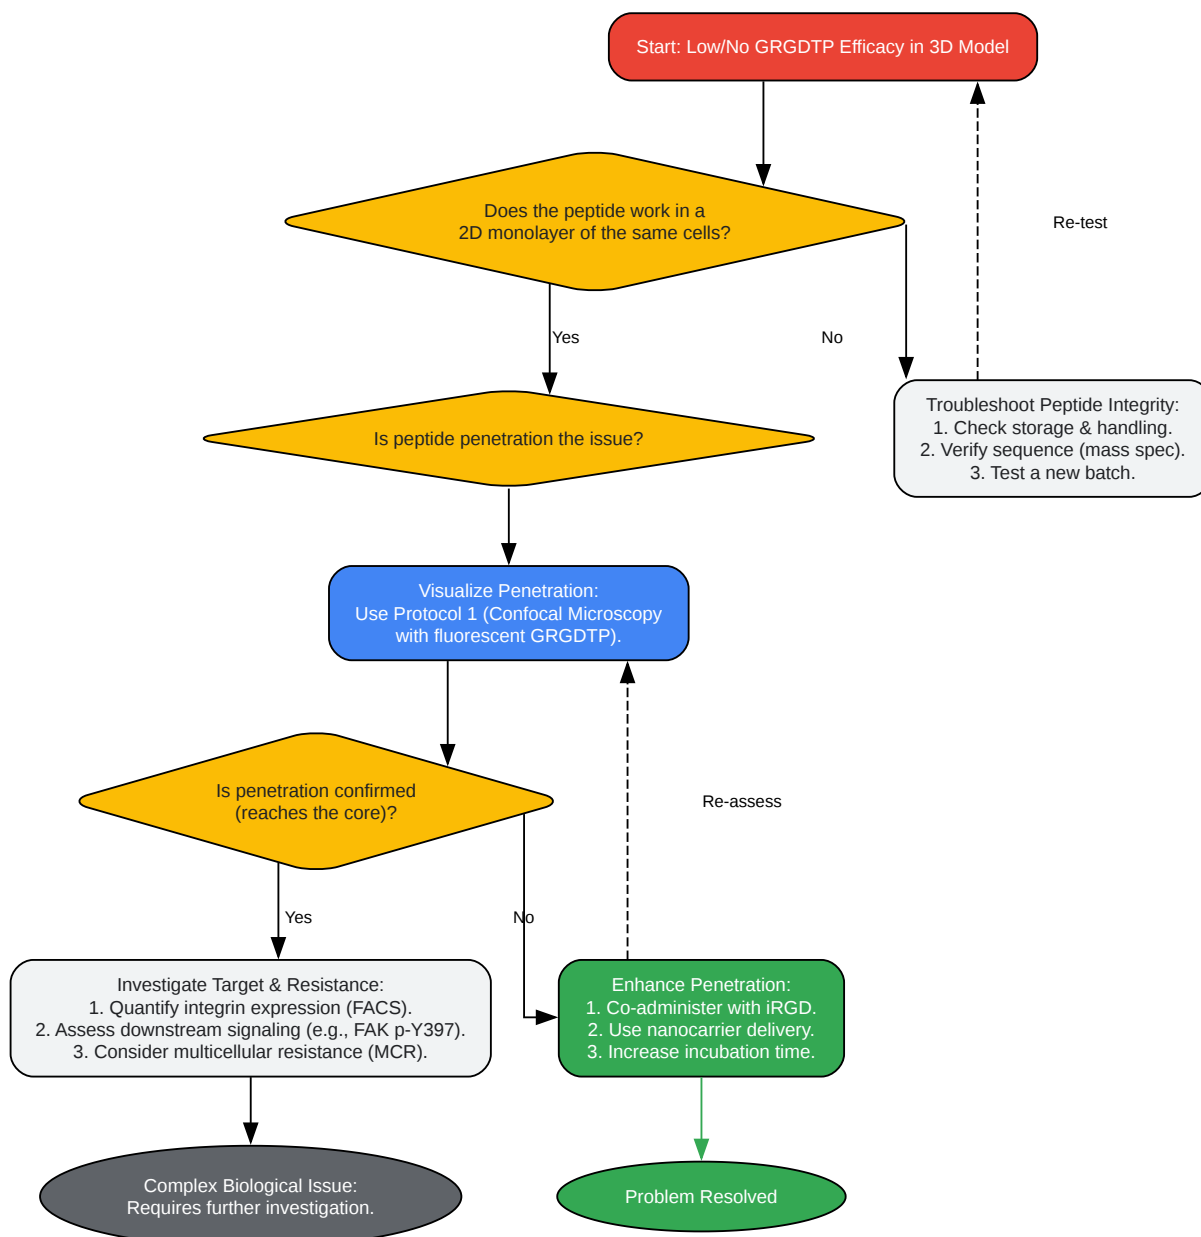 Start: Low/No GRGDTP Efficacy in 3D Model
Does the peptide work in a
2D monolayer of the same cells?
Re-test
Yes
No
Troubleshoot Peptide Integrity:
1. Check storage & handling.
2. Verify sequence (mass spec).
3. Test a new batch.
Is peptide penetration the issue?
Visualize Penetration:
Use Protocol 1 (Confocal Microscopy
with fluorescent GRGDTP).
Is penetration confirmed
(reaches the core)?
Re-assess
Yes
No
Investigate Target & Resistance:
1. Quantify integrin expression (FACS).
2. Assess downstream signaling (e.g., FAK p-Y397).
3. Consider multicellular resistance (MCR).
Enhance Penetration:
1. Co-administer with iRGD.
2. Use nanocarrier delivery.
3. Increase incubation time.
Complex Biological Issue:
Requires further investigation.
Problem Resolved